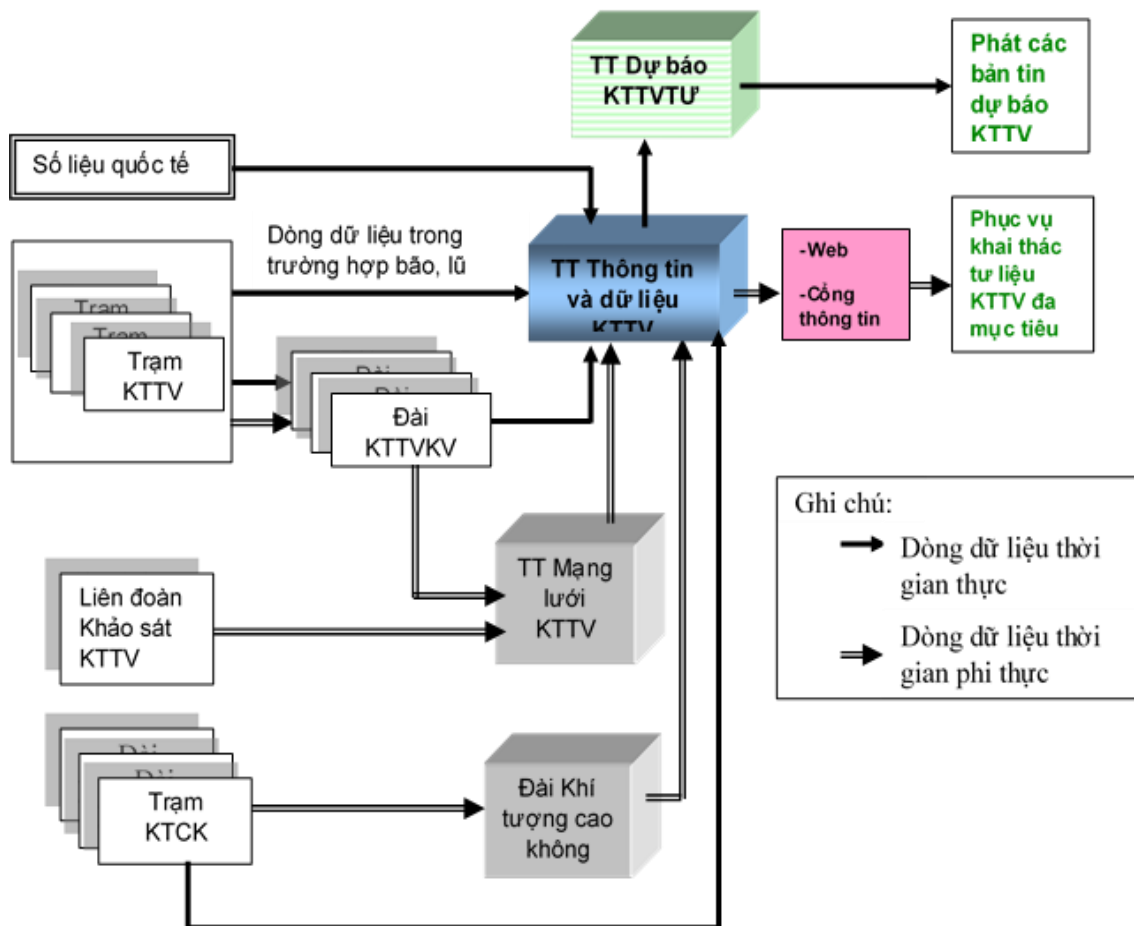 TT Dự báo
KTTVTƯ
Phát các
bản tin
dự báo
KTTV
Số liệu quốc tế
Dòng dữ liệu trong
trường hợp bão, lũ
TT Thông tin
và dữ liệu
KTTV
-Web
-Cổng
thông tin
Phục vụ
khai thác
tư liệu
KTTV đa
mục tiêu
Trạm
Trạm
Trạm
KTTV
Đài
Đài
Đài
KTTVKV
TT Mạng
lưới
KTTV
Liên đoàn
Khảo sát
KTTV
Đài
Đài
Trạm
KTCK
Đài Khí
tượng cao
không
Ghi chú:
Dòng dữ liệu thời
gian thực
Dòng dữ liệu thời
gian phi thực